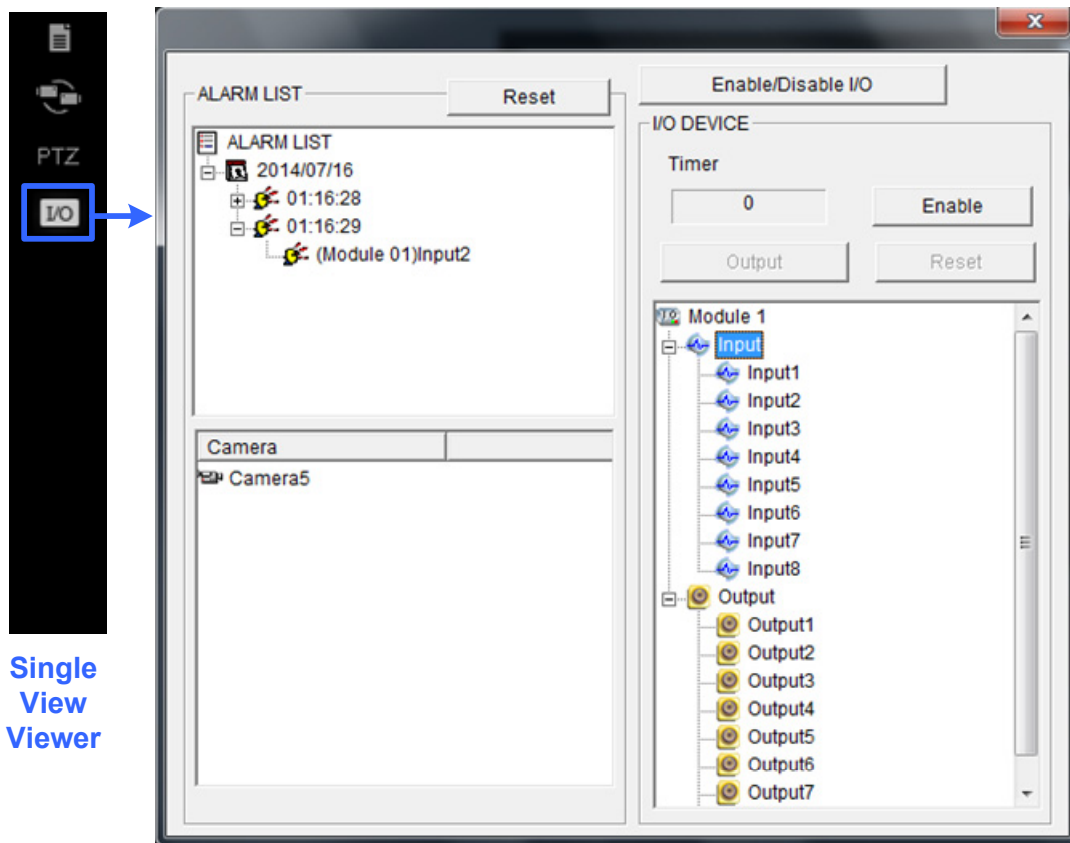 PTZ
I/O
Single
View
Viewer
ALARM LIST
Reset
ALARM LIST
2014/07/16
01:16:28
01:16:29
(Module 01)Input2
Camera
Camera5
Enable/Disable I/O
I/O DEVICE
Timer
0
Enable
Output
Reset
Module 1
Input
Input1
Input2
Input3
Input4
Input5
Input6
Input7
Input8
Output
Output1
Output2
Output3
Output4
Output5
Output6
Output7